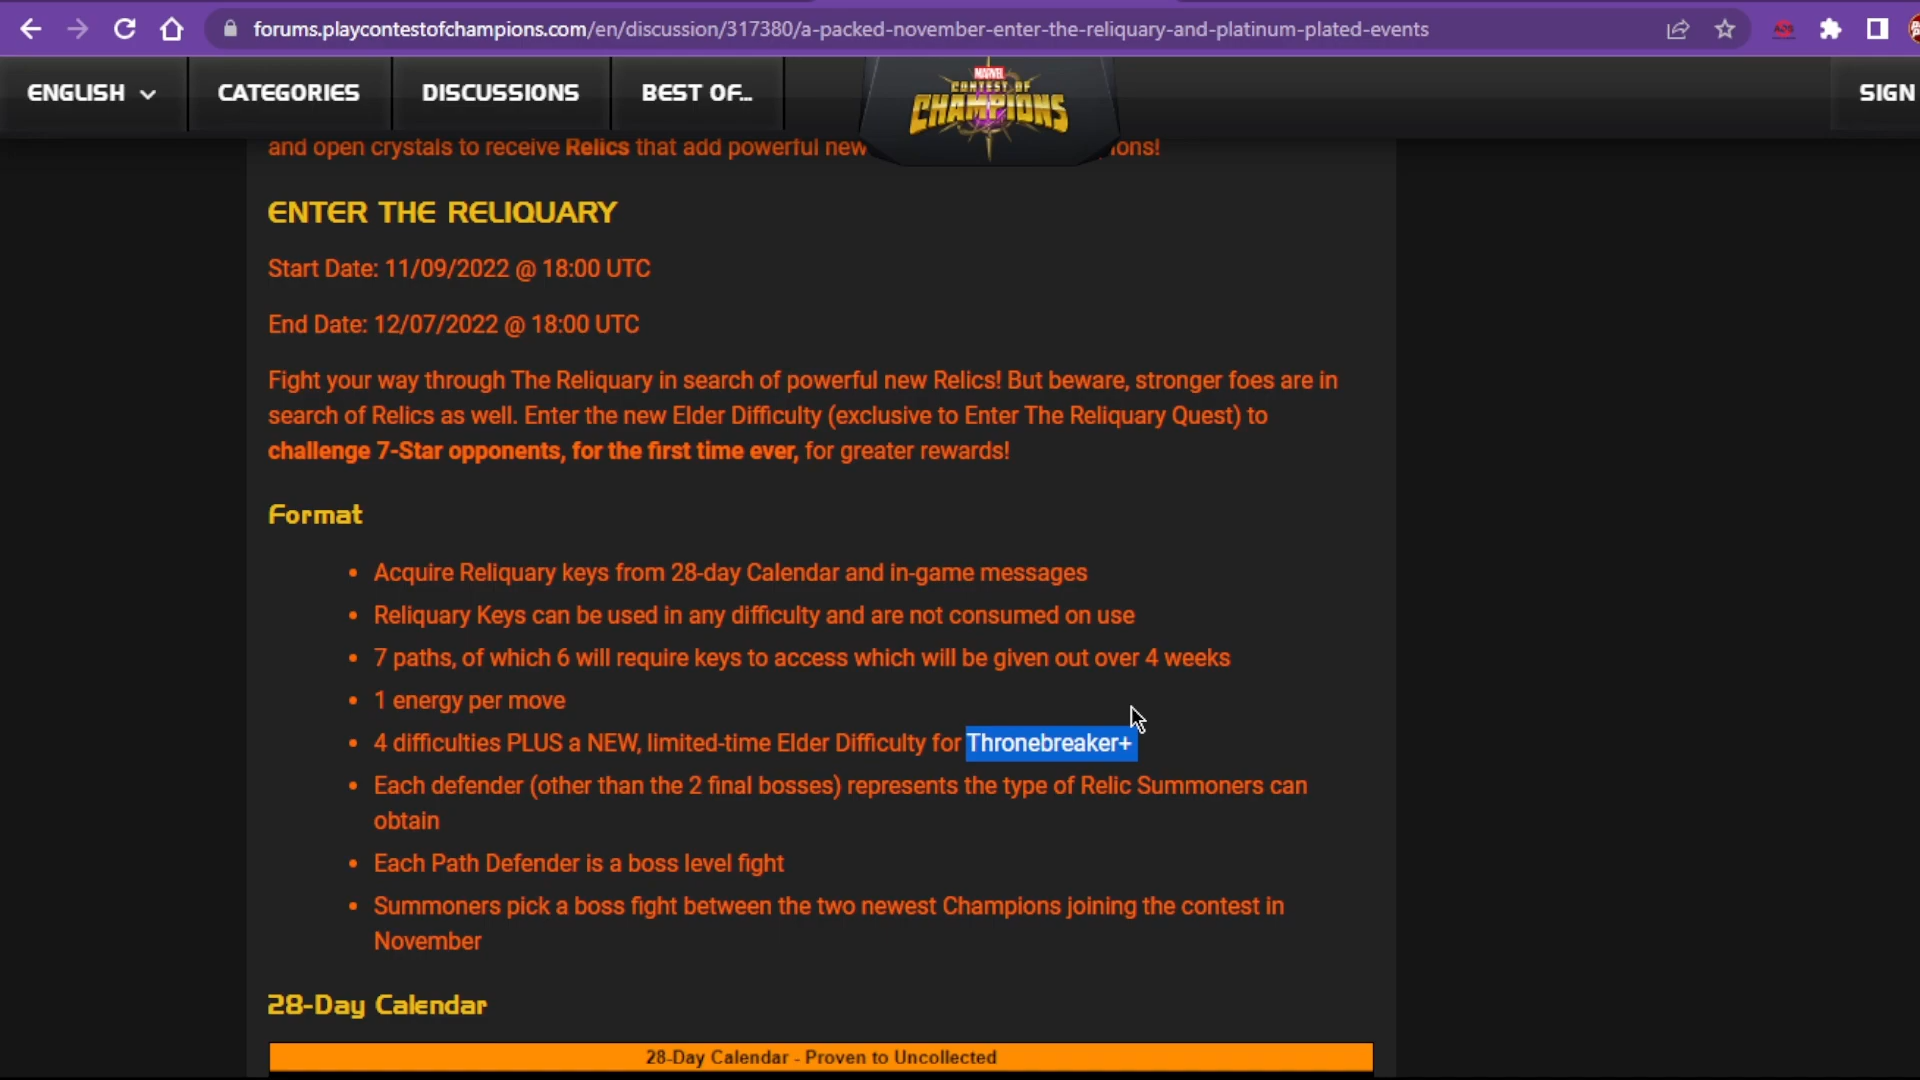 forums.playcontestofchampions.com/en/discussion/317380/a-packed-november-enter-the-reliquary-and-platinum-plated-events
ENGLISH CATEGORIES DISCUSSIONS BEST OF... MARVEL CONTEST OF CHAMPIONS SIGN
and open crystals to receive Relics that add powerful new ons!
ENTER THE RELIQUARY
Start Date: 11/09/2022 @ 18:00 UTC
End Date: 12/07/2022 @ 18:00 UTC
Fight your way through The Reliquary in search of powerful new Relics! But beware, stronger foes are in
search of Relics as well. Enter the new Elder Difficulty (exclusive to Enter The Reliquary Quest) to
challenge 7-Star opponents, for the first time ever, for greater rewards!
Format
• Acquire Reliquary keys from 28-day Calendar and in-game messages
• Reliquary Keys can be used in any difficulty and are not consumed on use
• 7 paths, of which 6 will require keys to access which will be given out over 4 weeks
• 1 energy per move
• 4 difficulties PLUS a NEW, limited-time Elder Difficulty for Thronebreaker+
• Each defender (other than the 2 final bosses) represents the type of Relic Summoners can
obtain
• Each Path Defender is a boss level fight
• Summoners pick a boss fight between the two newest Champions joining the contest in
November
28-Day Calendar
28-Day Calendar - Proven to Uncollected